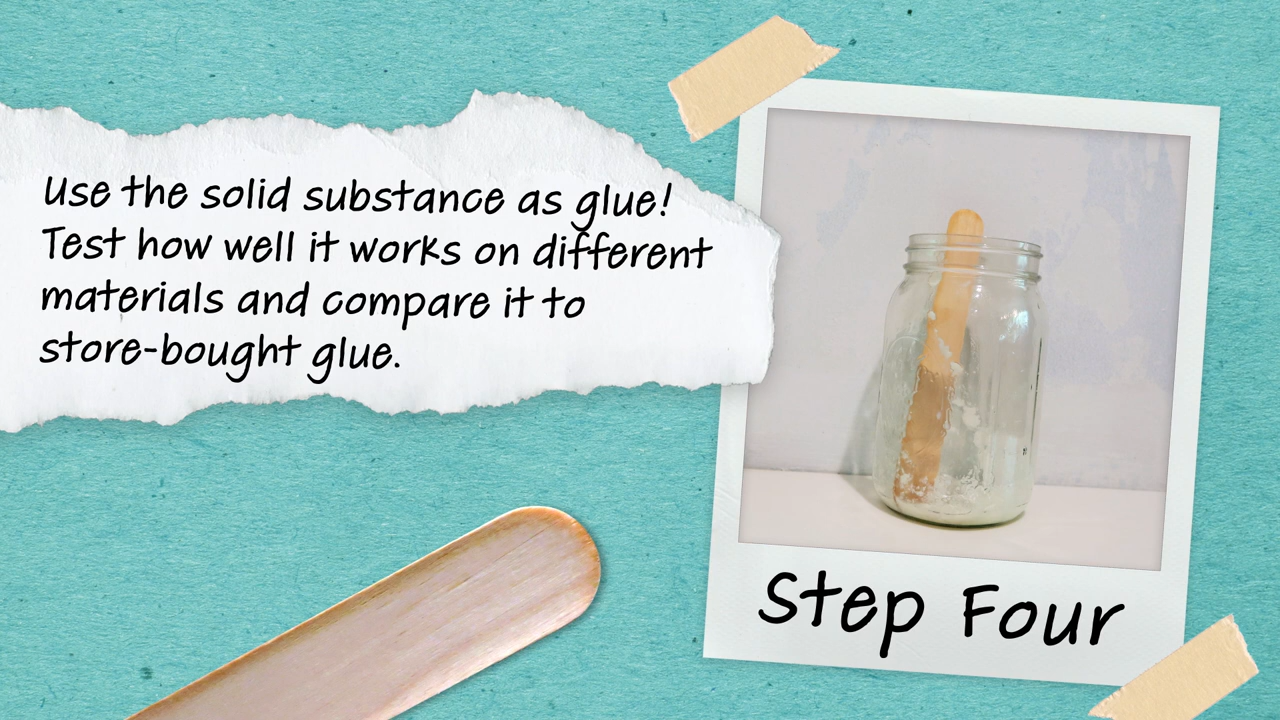 Use the solid substance as glue!
Test how well it works on different
materials and compare it to
store-bought glue.
Step Four